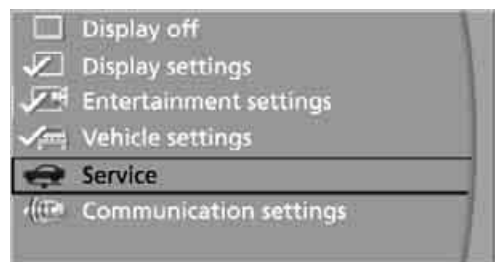 Display off
Display settings
Entertainment settings
Vehicle settings
Service
Communication settings